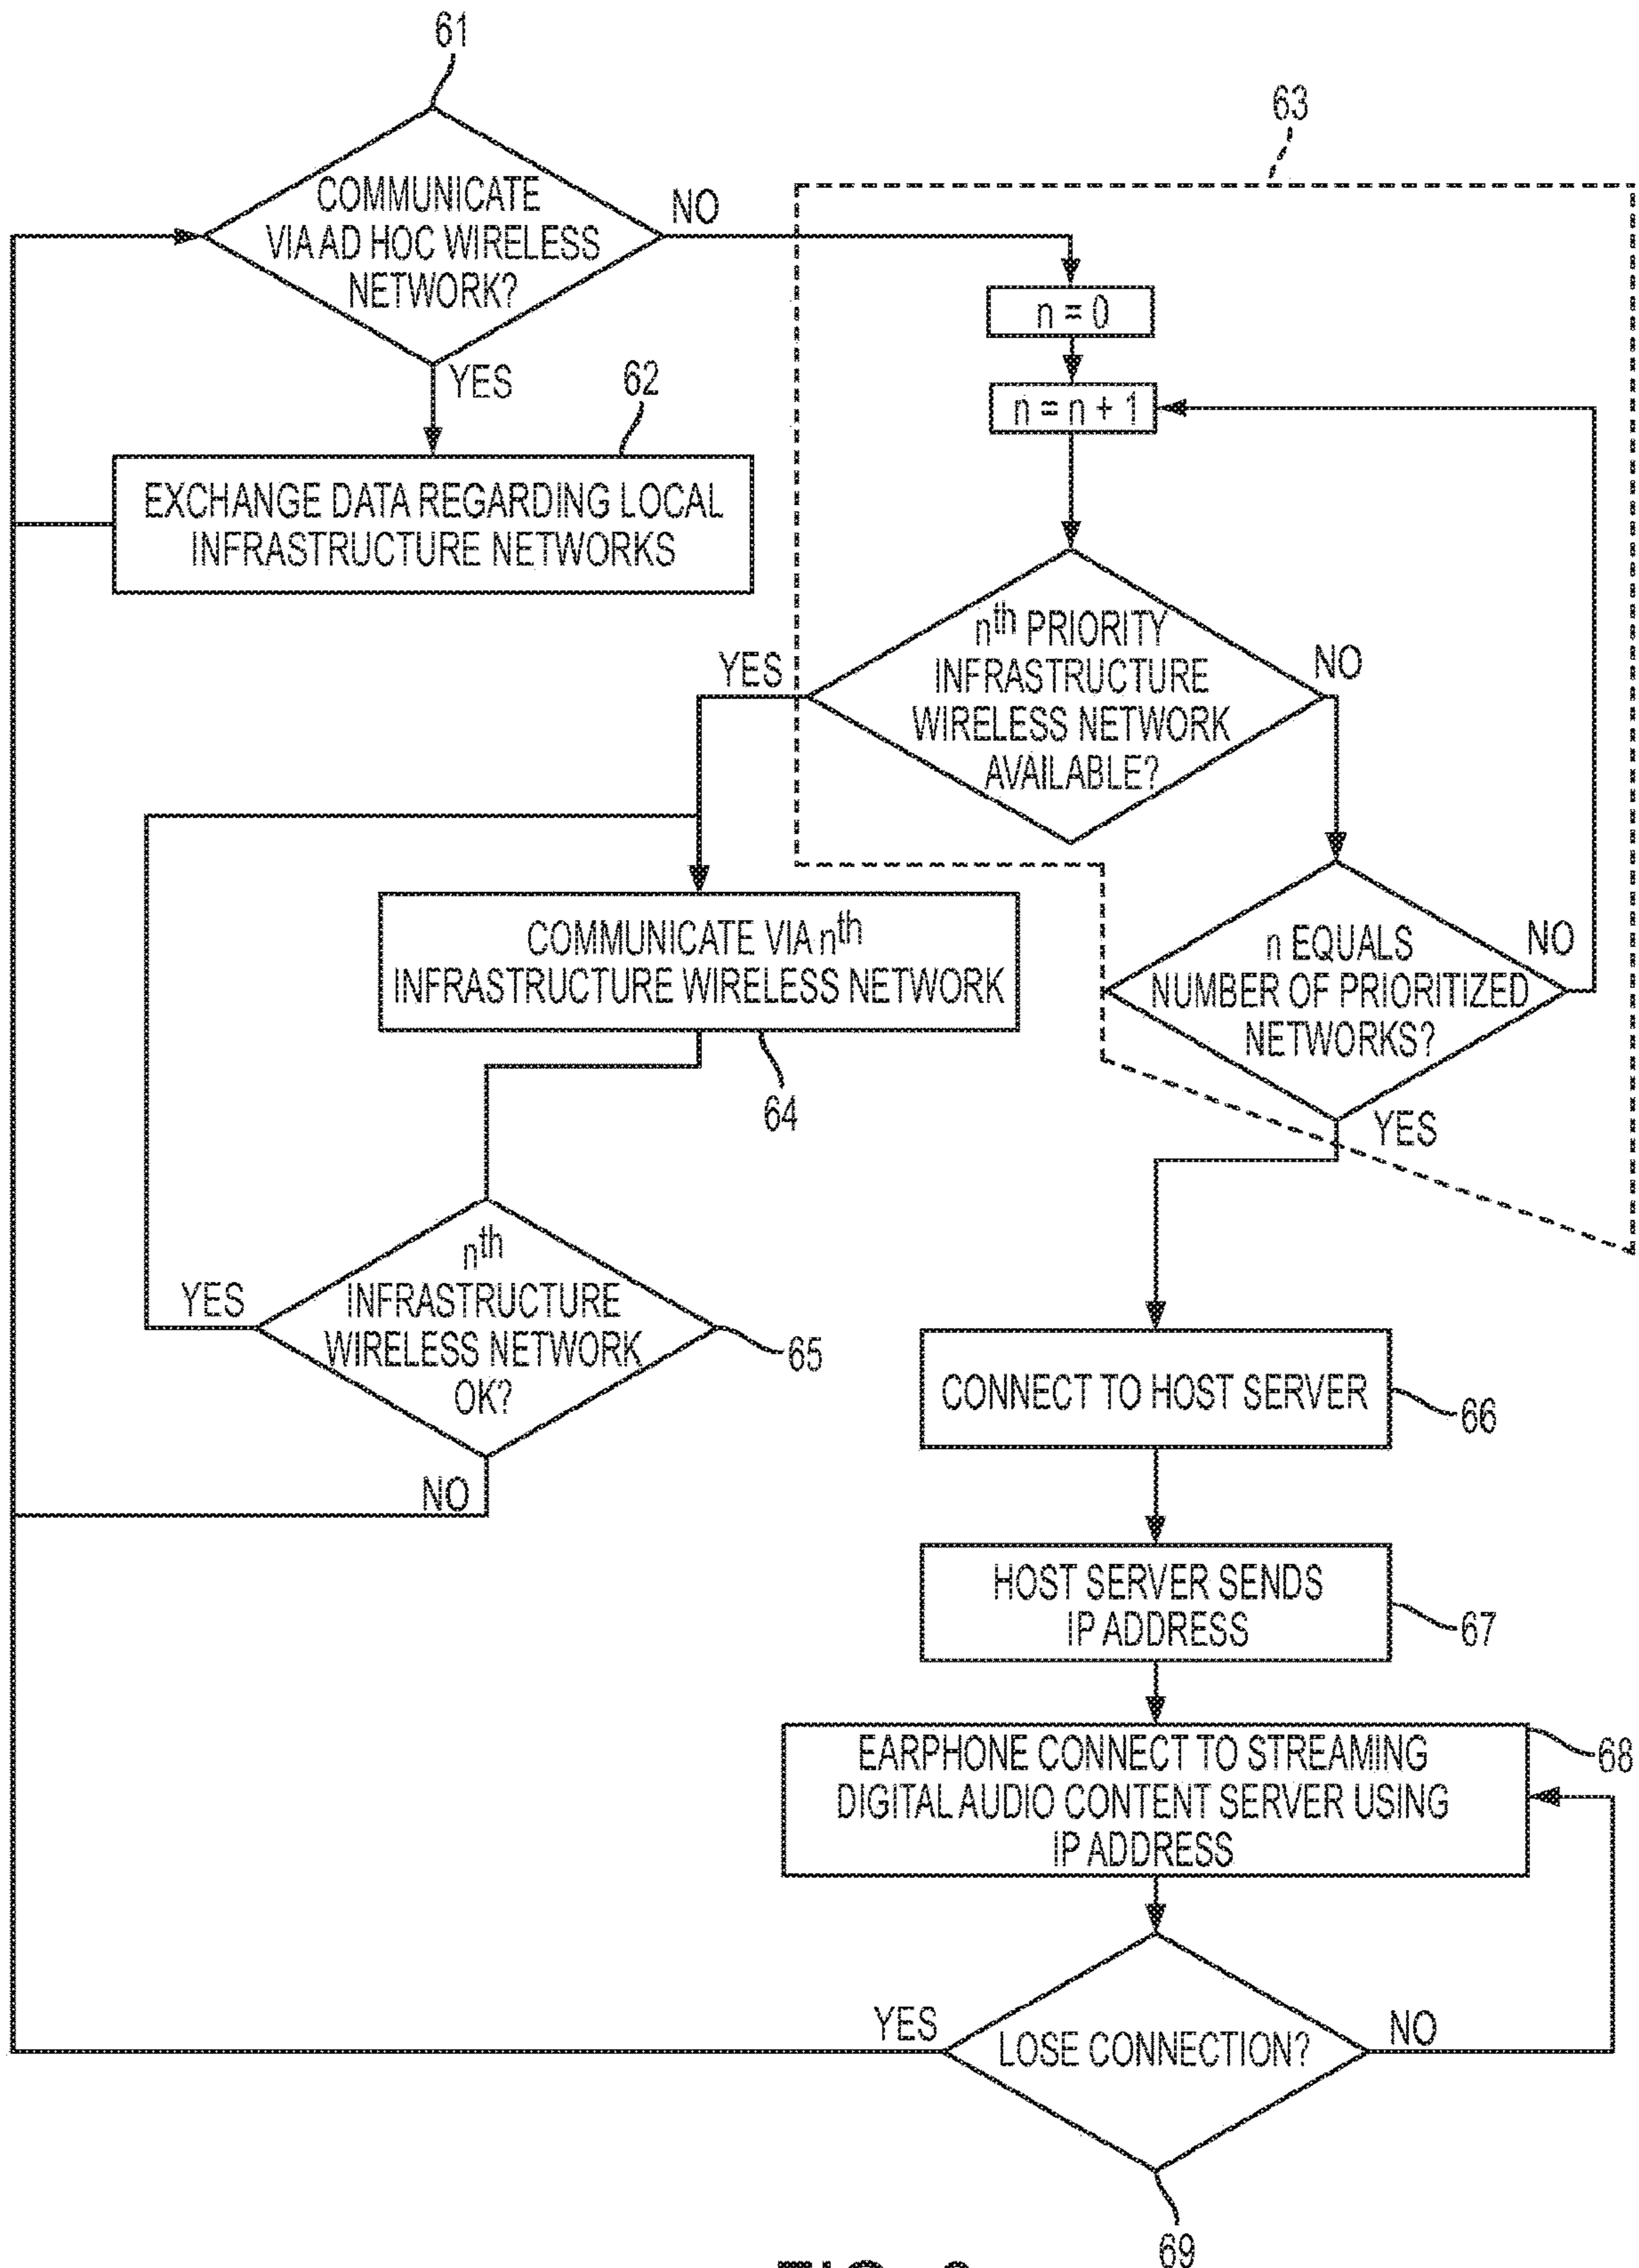 61
COMMUNICATE
VIA AD HOC WIRELESS
NETWORK?
NO
YES
62
EXCHANGE DATA REGARDING LOCAL
INFRASTRUCTURE NETWORKS
63
n = 0
n = n + 1
nth PRIORITY
INFRASTRUCTURE
WIRELESS NETWORK
AVAILABLE?
YES
NO
n EQUALS
NUMBER OF PRIORITIZED
NETWORKS?
NO
YES
COMMUNICATE VIA nth
INFRASTRUCTURE WIRELESS NETWORK
64
nth
INFRASTRUCTURE
WIRELESS NETWORK
OK?
YES
65
NO
CONNECT TO HOST SERVER
66
HOST SERVER SENDS
IP ADDRESS
67
EARPHONE CONNECT TO STREAMING
DIGITAL AUDIO CONTENT SERVER USING
IP ADDRESS
68
LOSE CONNECTION?
YES
NO
69